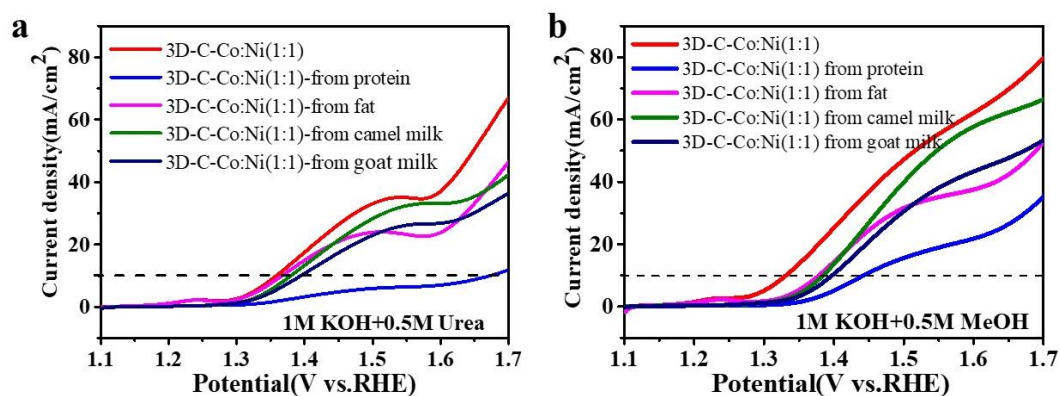 a
80
60
40
20
0
Current density(mA/cm²)
3D-C-Co:Ni(1:1)
3D-C-Co:Ni(1:1)-from protein
3D-C-Co:Ni(1:1)-from fat
3D-C-Co:Ni(1:1)-from camel milk
3D-C-Co:Ni(1:1)-from goat milk
1M KOH+0.5M Urea
1.1 1.2 1.3 1.4 1.5 1.6 1.7
Potential(V vs.RHE)
b
80
60
40
20
0
Current density(mA/cm²)
3D-C-Co:Ni(1:1)
3D-C-Co:Ni(1:1) from protein
3D-C-Co:Ni(1:1) from fat
3D-C-Co:Ni(1:1) from camel milk
3D-C-Co:Ni(1:1) from goat milk
1M KOH+0.5M MeOH
1.1 1.2 1.3 1.4 1.5 1.6 1.7
Potential(V vs.RHE)